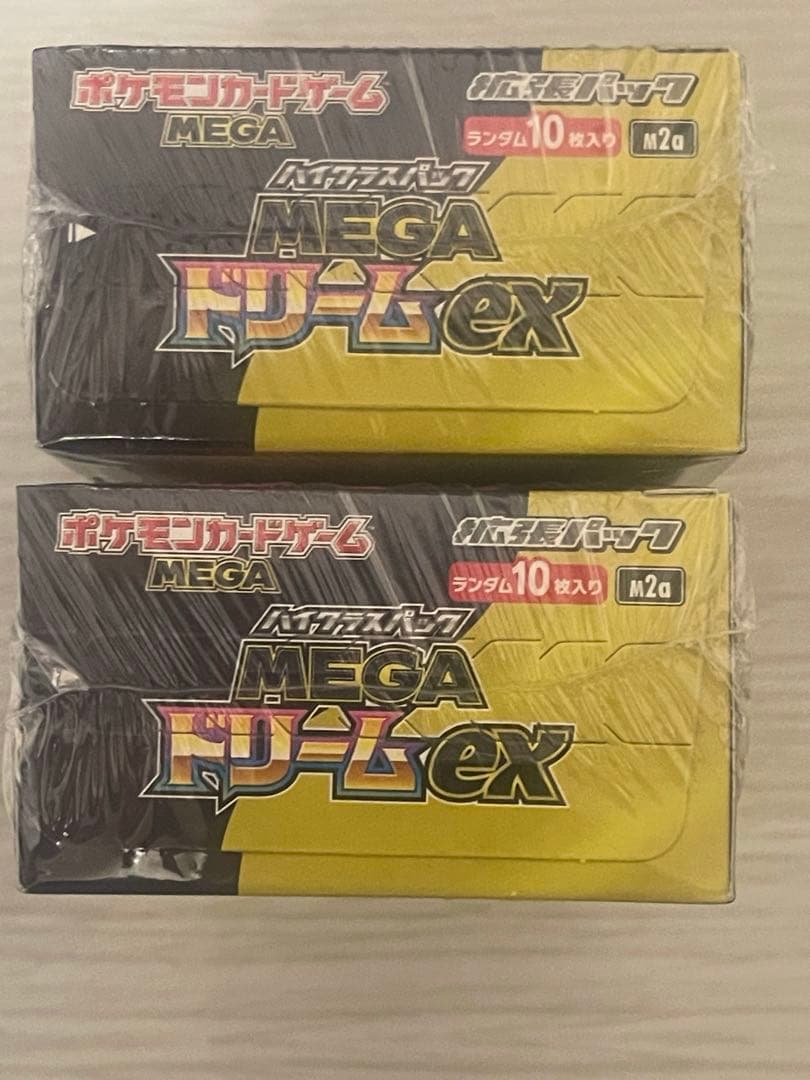 ポケモンカードゲーム
MEGA
拡張パック
ランダム10枚入り M2a
ハイクラスパック
MEGA
ドリームex
ポケモンカードゲーム
MEGA
拡張パック
ランダム10枚入り M2a
ハイクラスパック
MEGA
ドリームex